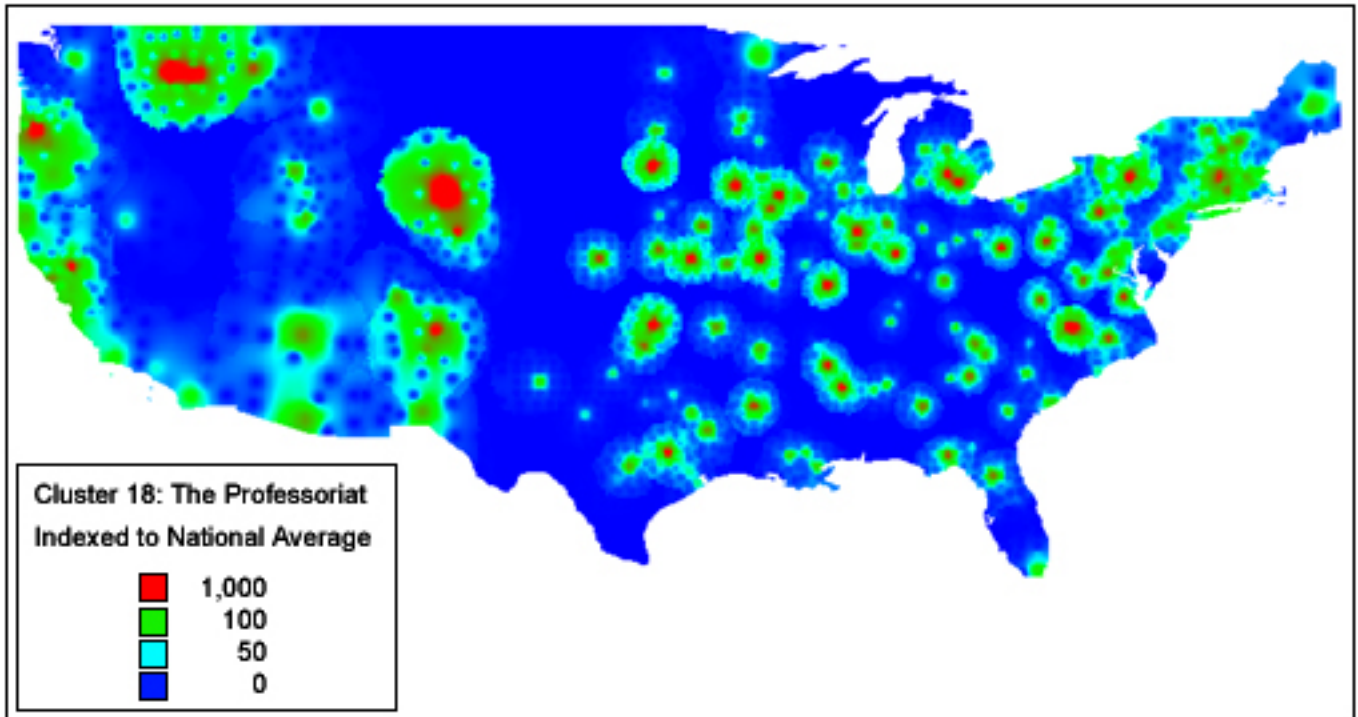 Cluster 18: The Professoriat
Indexed to National Average
1,000
100
50
0